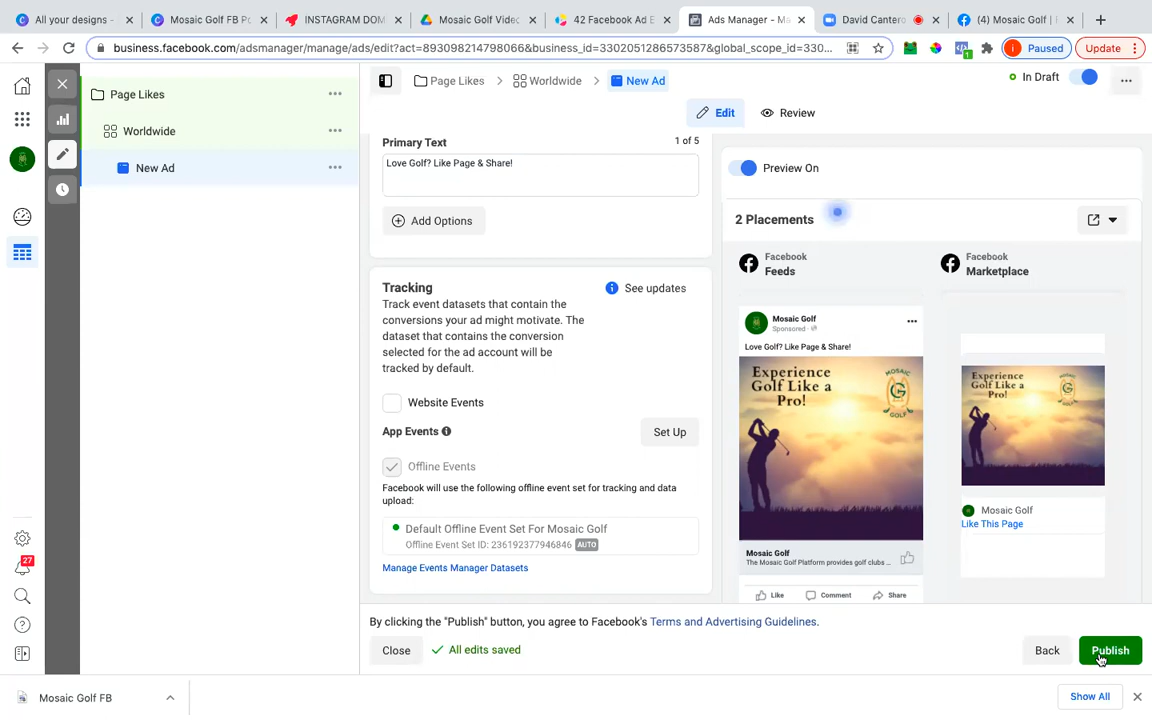 All your designs -
Mosaic Golf FB Po
INSTAGRAM DOM
Mosaic Golf Video
42 Facebook Ad E
Ads Manager - Ma
David Cantero
(4) Mosaic Golf | F
business.facebook.com/adsmanager/manage/ads/edit?act=893098214798066&business_id=3302051286573587&global_scope_id=330...
1
Paused
Update
Page Likes
Worldwide
New Ad
27
Page Likes
Worldwide
New Ad
In Draft
Edit
Review
Primary Text
1 of 5
Love Golf? Like Page & Share!
Add Options
Tracking
See updates
Track event datasets that contain the
conversions your ad might motivate. The
dataset that contains the conversion
selected for the ad account will be
tracked by default.
Website Events
App Events
Set Up
Offline Events
Facebook will use the following offline event set for tracking and data
upload:
Default Offline Event Set For Mosaic Golf
Offline Event Set ID: 236192377946846 AUTO
Manage Events Manager Datasets
Preview On
2 Placements
Facebook
Feeds
Mosaic Golf
Sponsored ·
Love Golf? Like Page & Share!
Experience
Golf Like a
Pro!
MOSAIC
G
GOLF
Mosaic Golf
The Mosaic Golf Platform provides golf clubs ...
Like
Comment
Share
Facebook
Marketplace
Experience
Golf Like a
Pro!
Mosaic Golf
Like This Page
By clicking the "Publish" button, you agree to Facebook's Terms and Advertising Guidelines.
Close
All edits saved
Back
Publish
Mosaic Golf FB
Show All